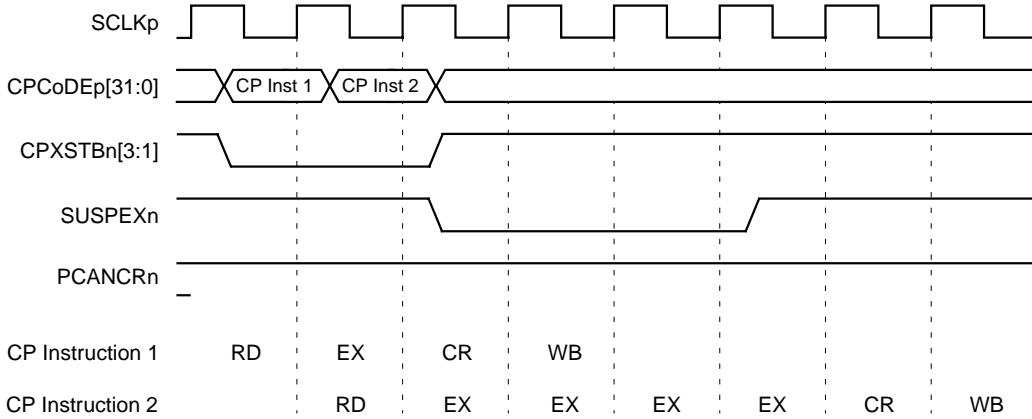 SCLKp
CPCoDEp[31:0] CP Inst 1 CP Inst 2
CPXSTBn[3:1]
SUSPEXn
PCANCRn
CP Instruction 1 RD EX CR WB
CP Instruction 2 RD EX EX EX EX CR WB